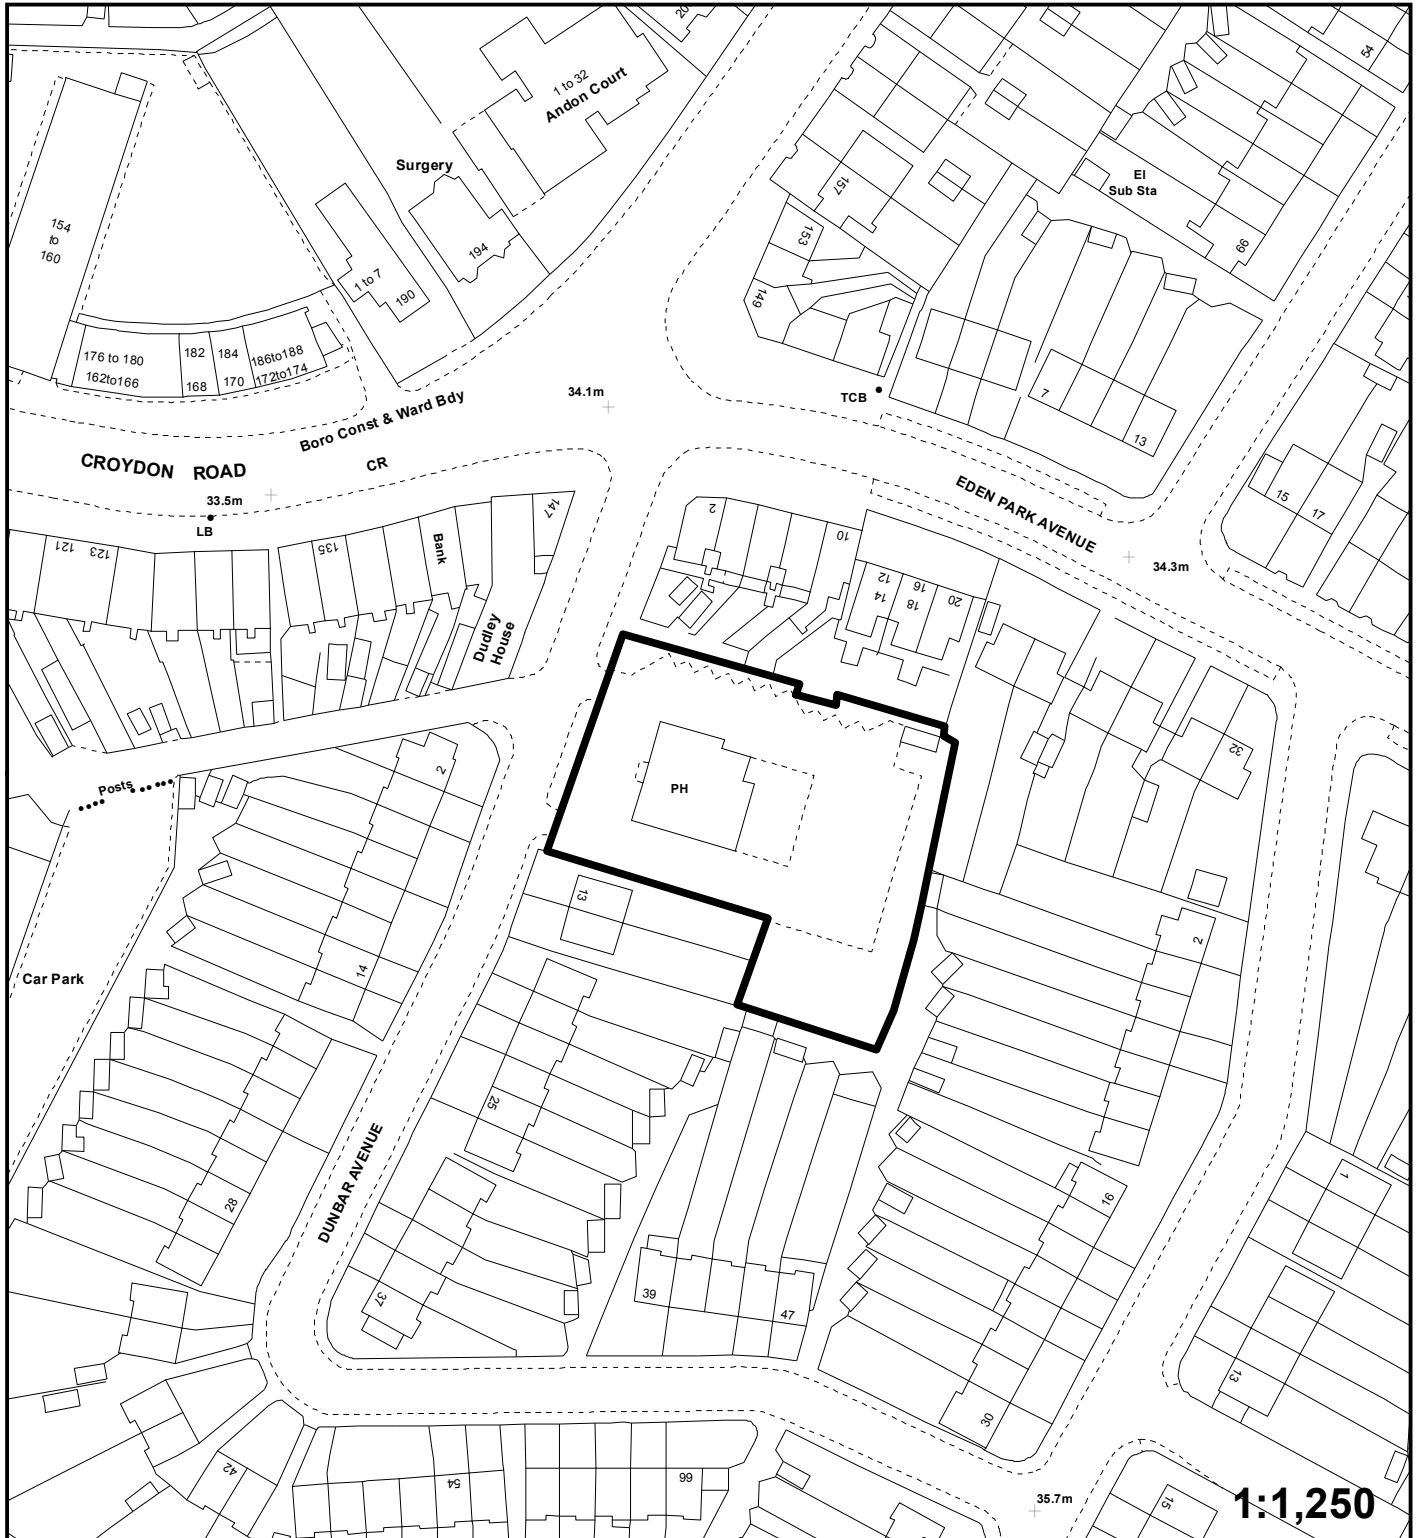 20
54
1 to 32
Andon Court
Surgery
El
Sub Sta
157
99
154
to
160
194
153
1 to 7
190
149
176 to 180
182
184
186to188
162to166
168
170
172to174
34.1m
TCB
7
13
Boro Const & Ward Bdy
CROYDON ROAD
CR
33.5m
LB
EDEN PARK AVENUE
15
17
34.3m
147
2
10
121
123
135
Bank
12
14
16
18
20
Dudley
House
32
2
Posts
PH
13
2
14
Car Park
25
28
DUNBAR AVENUE
16
1
37
39
47
13
30
42
54
66
35.7m
15
1:1,250